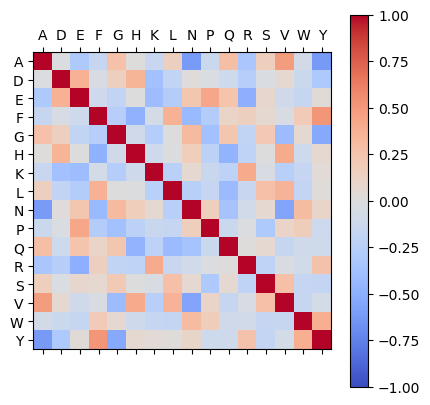 A D E F G H K L N P Q R S V W Y
A
D
E
F
G
H
K
L
N
P
Q
R
S
V
W
Y
1.00
0.75
0.50
0.25
0.00
−0.25
−0.50
−0.75
−1.00